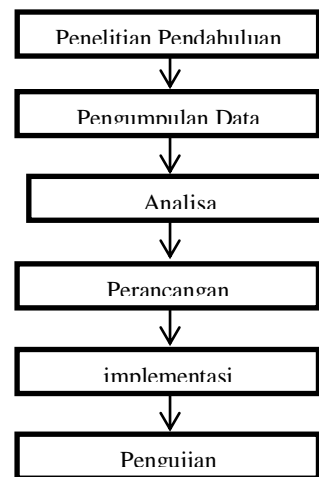 Penelitian Pendahuluan
Pengumpulan Data
Analisa
Perancangan
implementasi
Pengujian